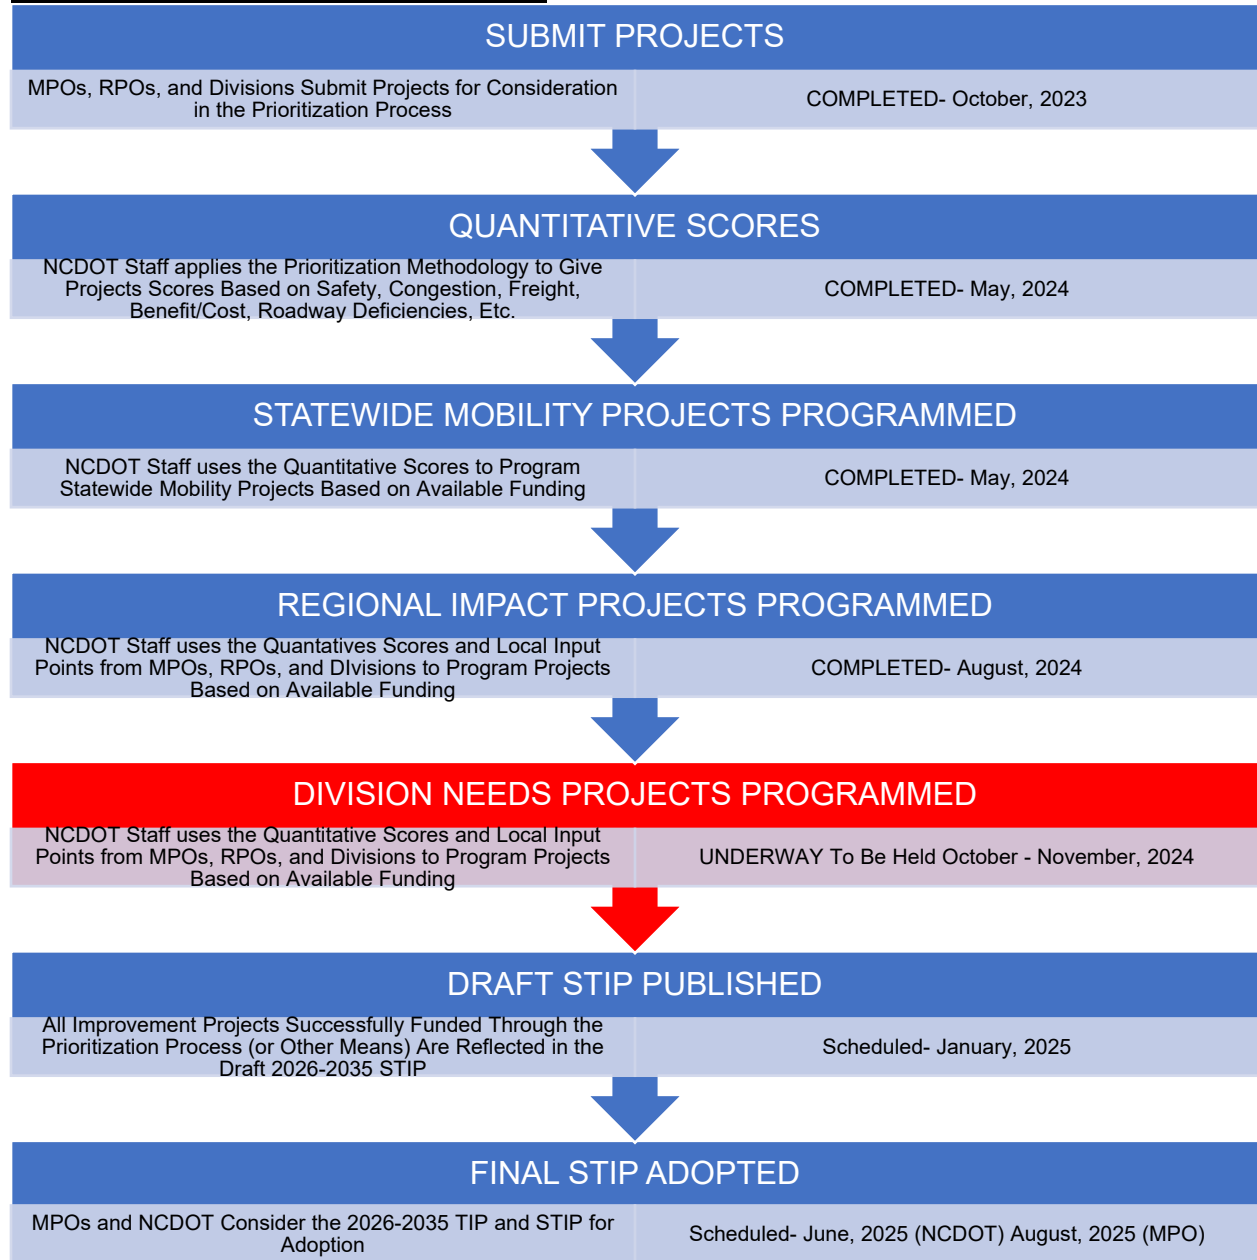 SUBMIT PROJECTS
MPOs, RPOs, and Divisions Submit Projects for Consideration
in the Prioritization Process
COMPLETED- October, 2023
QUANTITATIVE SCORES
NCDOT Staff applies the Prioritization Methodology to Give
Projects Scores Based on Safety, Congestion, Freight,
Benefit/Cost, Roadway Deficiencies, Etc.
COMPLETED- May, 2024
STATEWIDE MOBILITY PROJECTS PROGRAMMED
NCDOT Staff uses the Quantitative Scores to Program
Statewide Mobility Projects Based on Available Funding
COMPLETED- May, 2024
REGIONAL IMPACT PROJECTS PROGRAMMED
NCDOT Staff uses the Quantatives Scores and Local Input
Points from MPOs, RPOs, and DIvisions to Program Projects
Based on Available Funding
COMPLETED- August, 2024
DIVISION NEEDS PROJECTS PROGRAMMED
NCDOT Staff uses the Quantitative Scores and Local Input
Points from MPOs, RPOs, and Divisions to Program Projects
Based on Available Funding
UNDERWAY To Be Held October - November, 2024
DRAFT STIP PUBLISHED
All Improvement Projects Successfully Funded Through the
Prioritization Process (or Other Means) Are Reflected in the
Draft 2026-2035 STIP
Scheduled- January, 2025
FINAL STIP ADOPTED
MPOs and NCDOT Consider the 2026-2035 TIP and STIP for
Adoption
Scheduled- June, 2025 (NCDOT) August, 2025 (MPO)